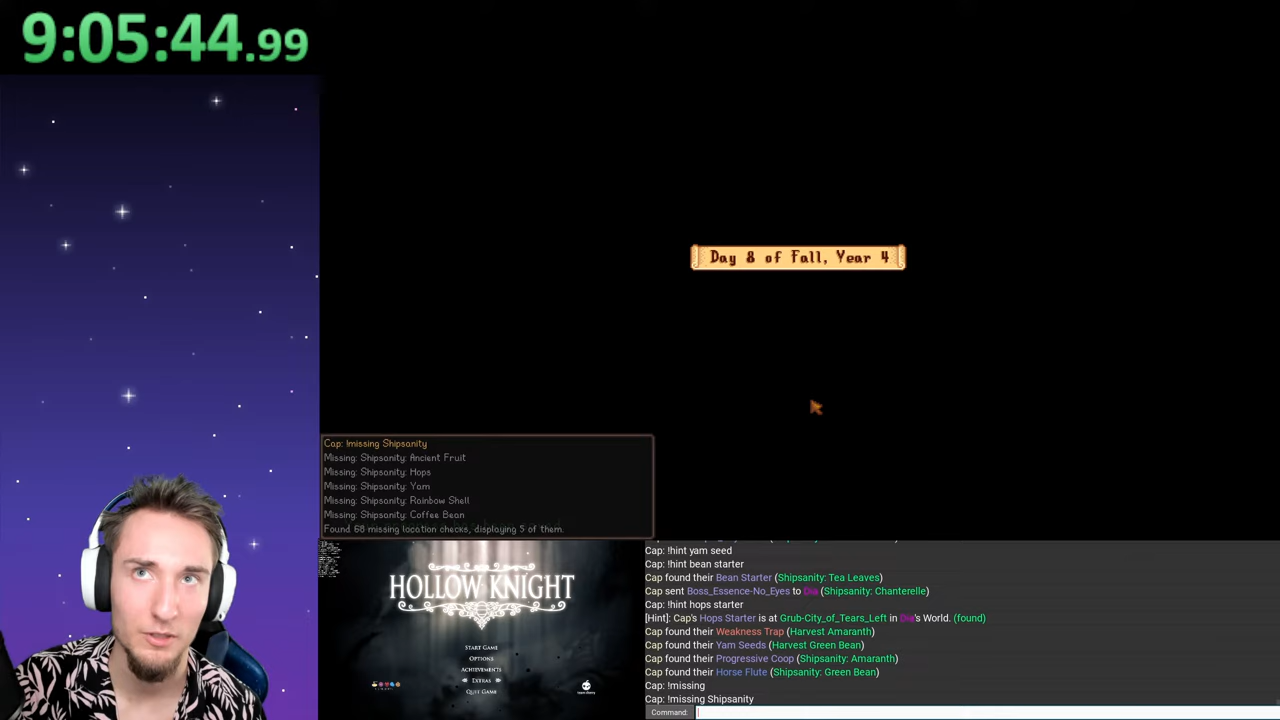 9:05:44.99
Day 8 of Fall, Year 4
Cap: !missing Shipsanity
Missing: Shipsanity: Ancient Fruit
Missing: Shipsanity: Hops
Missing: Shipsanity: Yam
Missing: Shipsanity: Rainbow Shell
Missing: Shipsanity: Coffee Bean
Found 68 missing location checks, displaying 5 of them.
HOLLOW KNIGHT
START GAME
OPTIONS
ACHIEVEMENTS
EXTRAS
QUIT GAME
Cap: !hint yam seed
Cap: !hint bean starter
Cap found their Bean Starter (Shipsanity: Tea Leaves)
Cap sent Boss_Essence-No_Eyes to Dia (Shipsanity: Chanterelle)
Cap: !hint hops starter
[Hint]: Cap's Hops Starter is at Grub-City_of_Tears_Left in Dia's World. (found)
Cap found their Weakness Trap (Harvest Amaranth)
Cap found their Yam Seeds (Harvest Green Bean)
Cap found their Progressive Coop (Shipsanity: Amaranth)
Cap found their Horse Flute (Shipsanity: Green Bean)
Cap: !missing
Cap: !missing Shipsanity
Command: